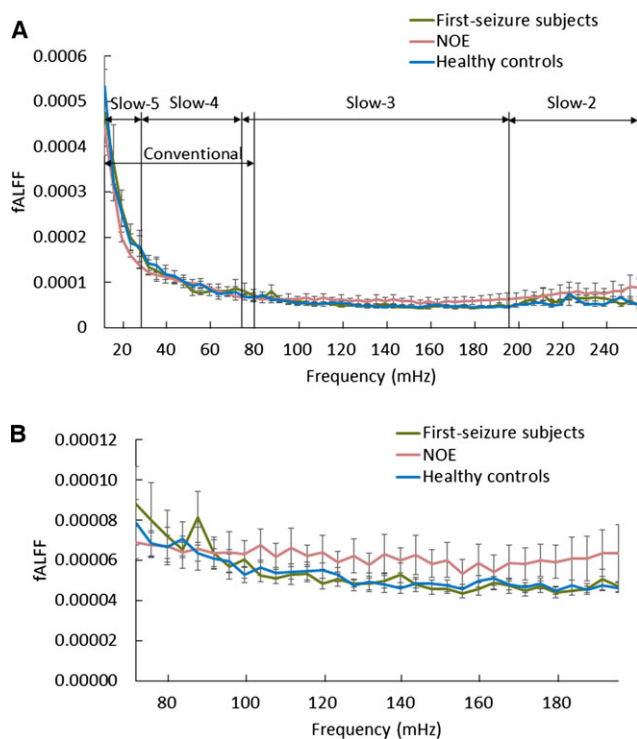 A
First-seizure subjects
NOE
Healthy controls
0.0006
0.0005
0.0004
0.0003
0.0002
0.0001
0
fALFF
Slow-5
Slow-4
Slow-3
Slow-2
Conventional
20 40 60 80 100 120 140 160 180 200 220 240
Frequency (mHz)
B
First-seizure subjects
NOE
Healthy controls
0.00012
0.00010
0.00008
0.00006
0.00004
0.00002
0.00000
fALFF
80 100 120 140 160 180
Frequency (mHz)